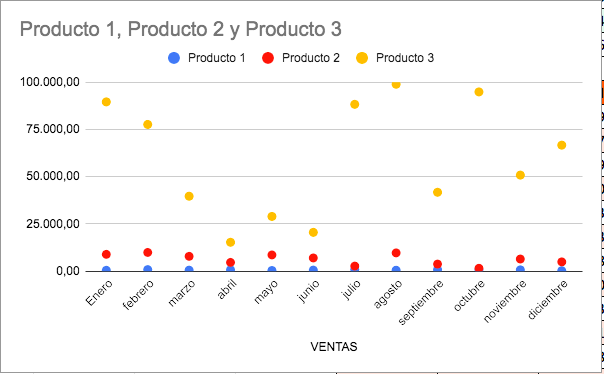 Producto 1, Producto 2 y Producto 3
Producto 1 Producto 2 Producto 3
100.000,00
75.000,00
50.000,00
25.000,00
0,00
Enero febrero marzo abril mayo junio julio agosto septiembre octubre noviembre diciembre
VENTAS